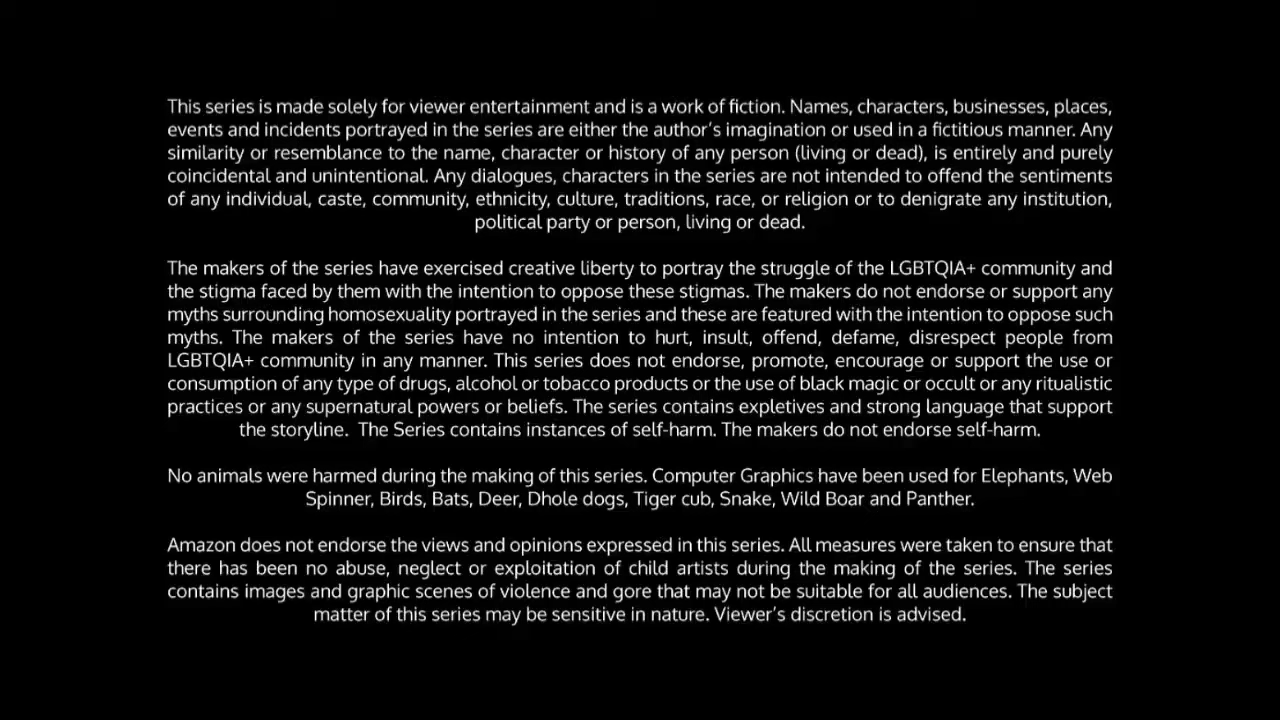 This series is made solely for viewer entertainment and is a work of fiction. Names, characters, businesses, places,
events and incidents portrayed in the series are either the author's imagination or used in a fictitious manner. Any
similarity or resemblance to the name, character or history of any person (living or dead), is entirely and purely
coincidental and unintentional. Any dialogues, characters in the series are not intended to offend the sentiments
of any individual, caste, community, ethnicity, culture, traditions, race, or religion or to denigrate any institution,
political party or person, living or dead.
The makers of the series have exercised creative liberty to portray the struggle of the LGBTQIA+ community and
the stigma faced by them with the intention to oppose these stigmas. The makers do not endorse or support any
myths surrounding homosexuality portrayed in the series and these are featured with the intention to oppose such
myths. The makers of the series have no intention to hurt, insult, offend, defame, disrespect people from
LGBTQIA+ community in any manner. This series does not endorse, promote, encourage or support the use or
consumption of any type of drugs, alcohol or tobacco products or the use of black magic or occult or any ritualistic
practices or any supernatural powers or beliefs. The series contains expletives and strong language that support
the storyline. The Series contains instances of self-harm. The makers do not endorse self-harm.
No animals were harmed during the making of this series. Computer Graphics have been used for Elephants, Web
Spinner, Birds, Bats, Deer, Dhole dogs, Tiger cub, Snake, Wild Boar and Panther.
Amazon does not endorse the views and opinions expressed in this series. All measures were taken to ensure that
there has been no abuse, neglect or exploitation of child artists during the making of the series. The series
contains images and graphic scenes of violence and gore that may not be suitable for all audiences. The subject
matter of this series may be sensitive in nature. Viewer's discretion is advised.